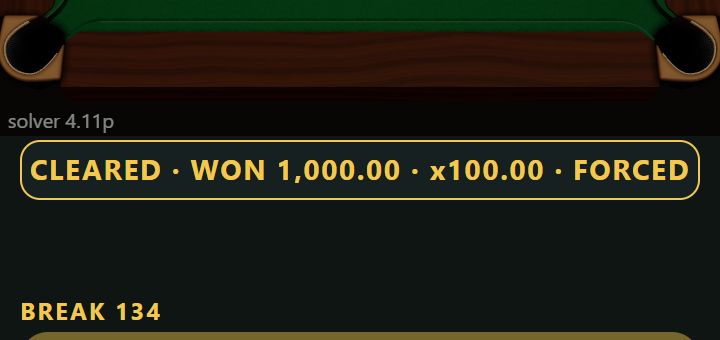 solver 4.11p
CLEARED · WON 1,000.00 · x100.00 · FORCED
BREAK 134